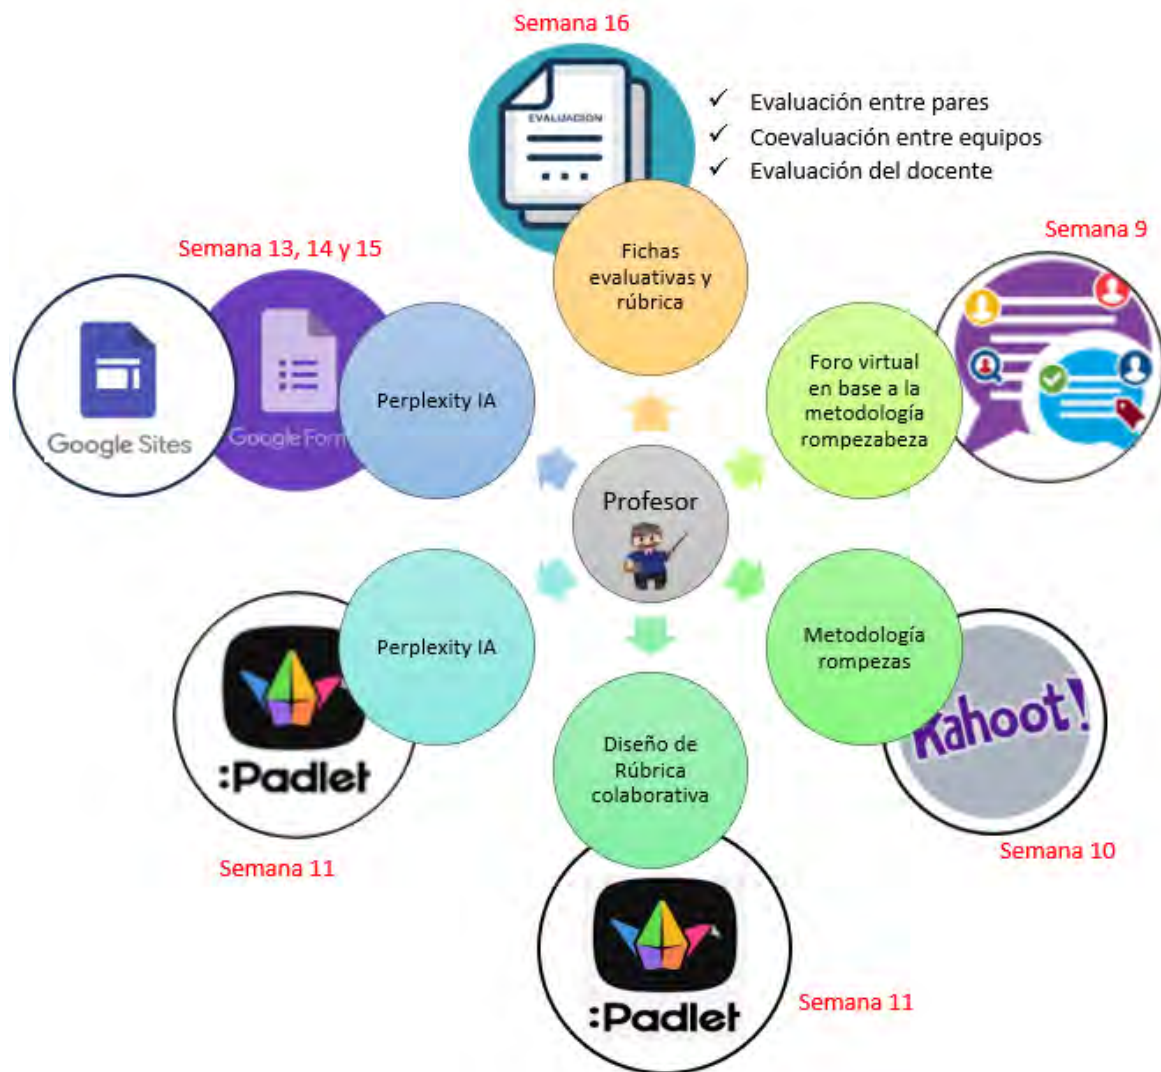 Semana 16
EVALUACION
✓ Evaluación entre pares
✓ Coevaluación entre equipos
✓ Evaluación del docente
Fichas
evaluativas y
rúbrica
Semana 9
Foro virtual
en base a la
metodología
rompezabeza
Semana 13, 14 y 15
Google Sites
Google Form
Perplexity IA
Profesor
Perplexity IA
:Padlet
Semana 11
Metodología
rompezas
Kahoot!
Semana 10
Diseño de
Rúbrica
colaborativa
:Padlet
Semana 11